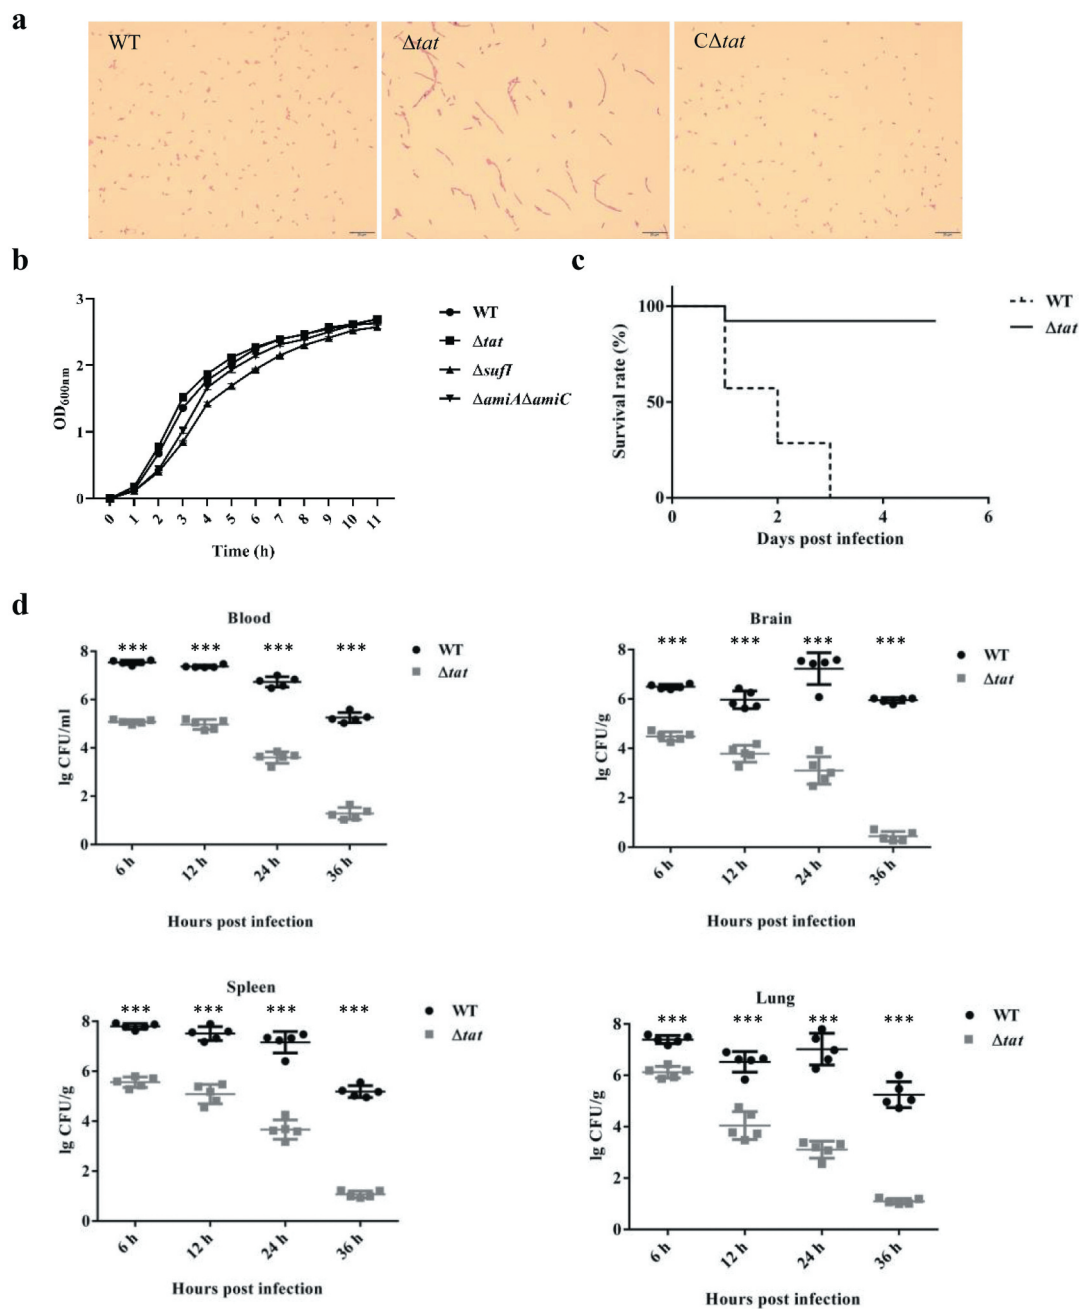 a
WT
Δtat
CΔtat
b
3
2
1
0
OD600nm
0 1 2 3 4 5 6 7 8 9 10 11
Time (h)
WT
Δtat
ΔsufI
ΔamiAΔamiC
c
100
50
0
Survival rate (%)
0 2 4 6
Days post infection
WT
Δtat
d
Blood
*** *** *** ***
8
6
4
2
0
lg CFU/ml
6 h 12 h 24 h 36 h
Hours post infection
WT
Δtat
Brain
*** *** *** ***
8
6
4
2
0
lg CFU/g
6 h 12 h 24 h 36 h
Hours post infection
WT
Δtat
Spleen
*** *** *** ***
8
6
4
2
0
lg CFU/g
6 h 12 h 24 h 36 h
Hours post infection
WT
Δtat
Lung
*** *** *** ***
8
6
4
2
0
lg CFU/g
6 h 12 h 24 h 36 h
Hours post infection
WT
Δtat